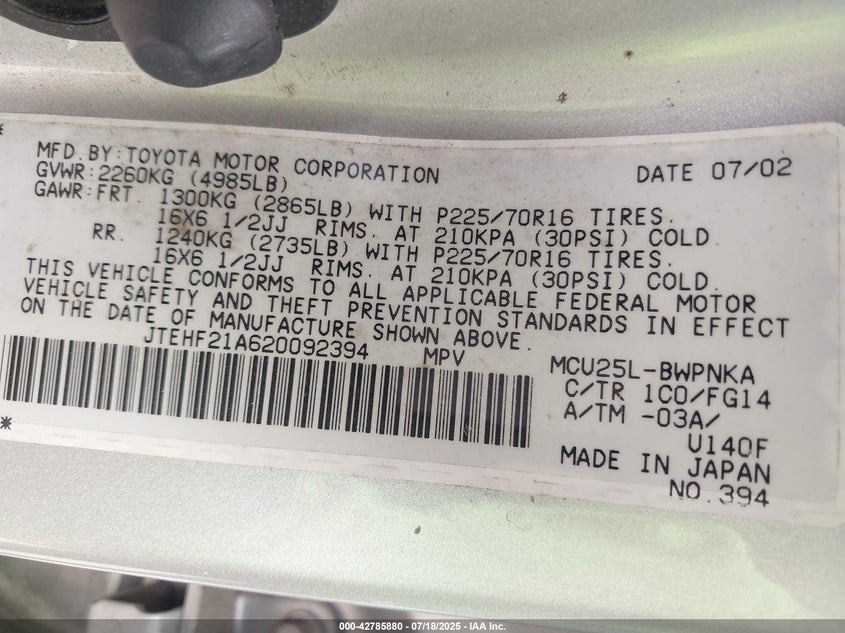 *
MFD.BY:TOYOTA MOTOR CORPORATION DATE 07/02
GVWR:2260KG (4985LB)
GAWR:FRT. 1300KG (2865LB) WITH P225/70R16 TIRES.
16X6 1/2JJ RIMS. AT 210KPA (30PSI) COLD.
RR. 1240KG (2735LB) WITH P225/70R16 TIRES.
16X6 1/2JJ RIMS. AT 210KPA (30PSI) COLD.
THIS VEHICLE CONFORMS TO ALL APPLICABLE FEDERAL MOTOR
VEHICLE SAFETY AND THEFT PREVENTION STANDARDS IN EFFECT
ON THE DATE OF MANUFACTURE SHOWN ABOVE.
JTEHF21A620092394 MPV
MCU25L-BWPNKA
C/TR 1C0/FG14
A/TM -03A/
U140F
MADE IN JAPAN
NO.394
*
000-42785880 - 07/18/2025 - IAA Inc.